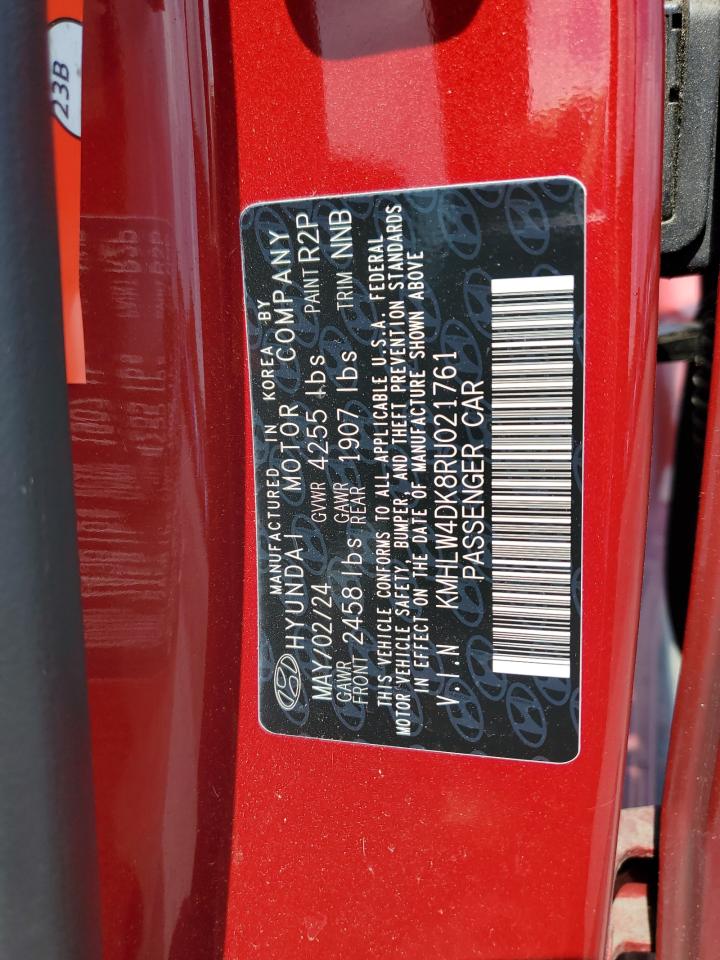 23B
MANUFACTURED IN KOREA BY
HYUNDAI MOTOR COMPANY
MAY/02/24 GVWR 4255 lbs PAINT R2P
GAWR FRONT 2458 lbs GAWR REAR 1907 lbs TRIM NNB
THIS VEHICLE CONFORMS TO ALL APPLICABLE U.S.A. FEDERAL
MOTOR VEHICLE SAFETY, BUMPER, AND THEFT PREVENTION STANDARDS
IN EFFECT ON THE DATE OF MANUFACTURE SHOWN ABOVE
V.I.N KMHLW4DK8RU021761
PASSENGER CAR